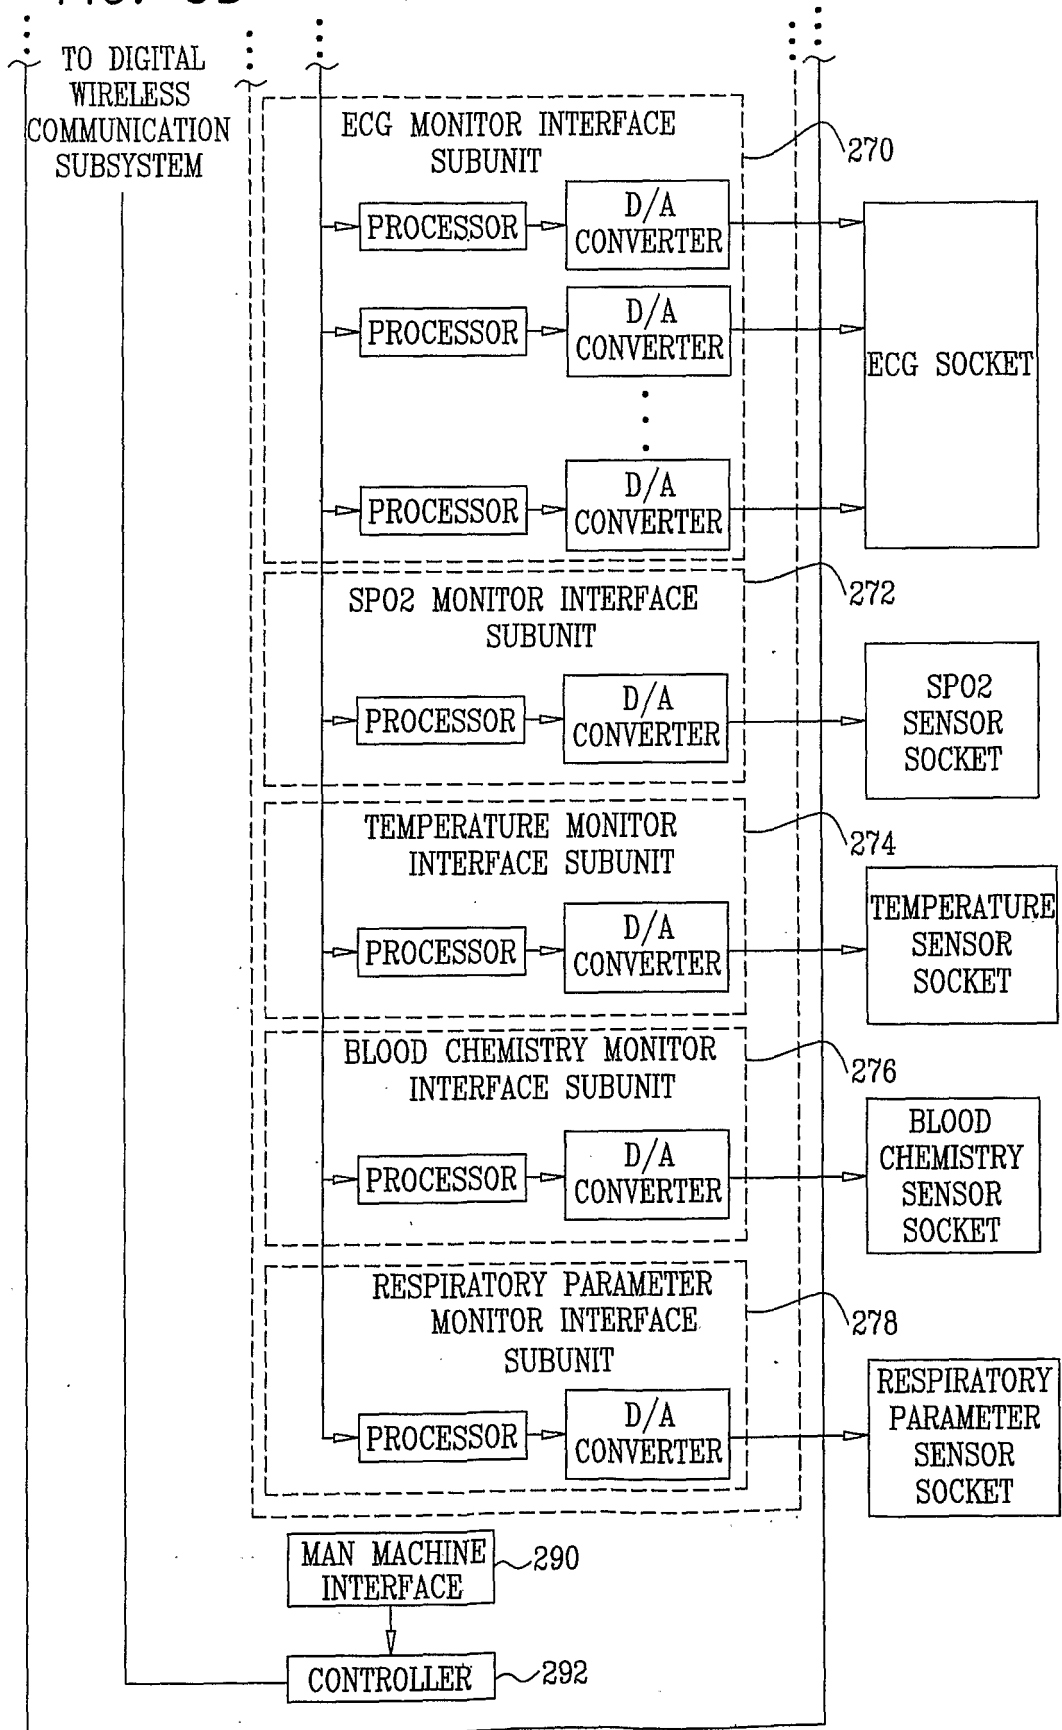 TO DIGITAL
WIRELESS
COMMUNICATION
SUBSYSTEM
ECG MONITOR INTERFACE
SUBUNIT
270
PROCESSOR
D/A
CONVERTER
PROCESSOR
D/A
CONVERTER
ECG SOCKET
PROCESSOR
D/A
CONVERTER
272
SPO2 MONITOR INTERFACE
SUBUNIT
PROCESSOR
D/A
CONVERTER
SPO2
SENSOR
SOCKET
TEMPERATURE MONITOR
INTERFACE SUBUNIT
274
PROCESSOR
D/A
CONVERTER
TEMPERATURE
SENSOR
SOCKET
BLOOD CHEMISTRY MONITOR
INTERFACE SUBUNIT
276
PROCESSOR
D/A
CONVERTER
BLOOD
CHEMISTRY
SENSOR
SOCKET
RESPIRATORY PARAMETER
MONITOR INTERFACE
SUBUNIT
278
PROCESSOR
D/A
CONVERTER
RESPIRATORY
PARAMETER
SENSOR
SOCKET
MAN MACHINE
INTERFACE
290
CONTROLLER
292